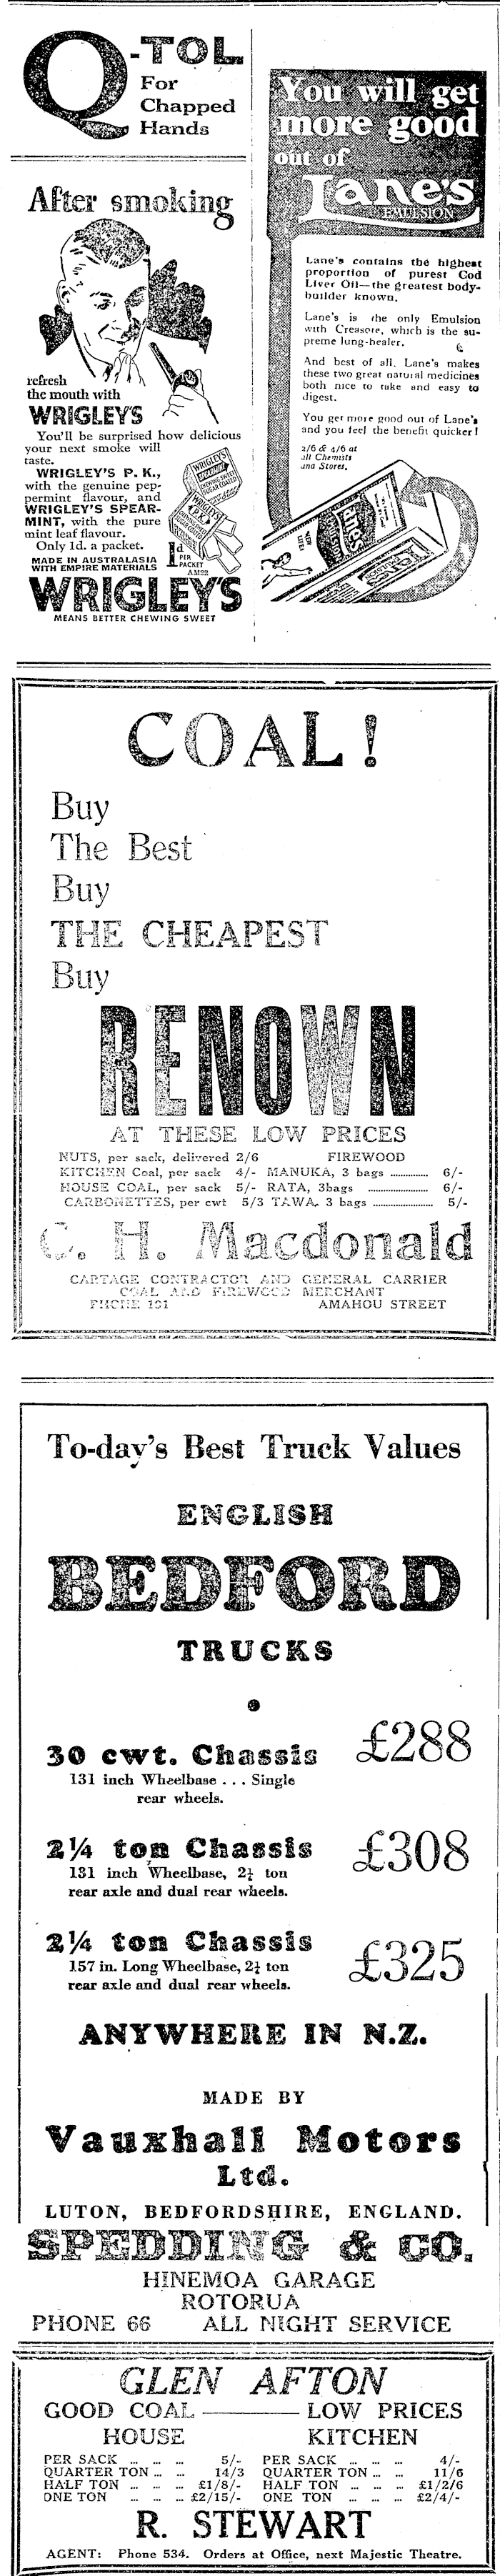 Q-TOL
For
Chapped
Hands
After smoking
refresh
the mouth with
WRIGLEY'S
You'll be surprised how delicious
your next smoke will
taste.
WRIGLEY'S P. K.,
with the genuine pep-
permint flavour, and
WRIGLEY'S SPEAR-
MINT, with the pure
mint leaf flavour.
Only 1d. a packet.
MADE IN AUSTRALASIA
WITH EMPIRE MATERIALS
WRIGLEY'S
P.K.
1d
PER
PACKET
AM22
WRIGLEY'S
MEANS BETTER CHEWING SWEET
You will get
more good
out of
Lane's
EMULSION
Lane's contains the highest
proportion of purest Cod
Liver Oil—the greatest body-
builder known.
Lane's is the only Emulsion
with Creasote, which is the su-
preme lung-healer.
And best of all, Lane's makes
these two great natural medicines
both nice to take and easy to
digest.
You get more good out of Lane's
and you feel the benefit quicker!
2/6 & 4/6 at
all Chemists
and Stores.
Lane's
COAL!
Buy
The Best
Buy
THE CHEAPEST
Buy
RENOWN
AT THESE LOW PRICES
NUTS, per sack, delivered 2/6 FIREWOOD
KITCHEN Coal, per sack 4/- MANUKA, 3 bags .............. 6/-
HOUSE COAL, per sack 5/- RATA, 3bags ...................... 6/-
CARBONETTES, per cwt 5/3 TAWA. 3 bags ...................... 5/-
C. H. Macdonald
CARTAGE CONTRACTOR AND GENERAL CARRIER
COAL AND FIREWOOD MERCHANT
PHONE 191 AMAHOU STREET
To-day's Best Truck Values
ENGLISH
BEDFORD
TRUCKS
30 cwt. Chassis £288
131 inch Wheelbase . . . Single
rear wheels.
2¼ ton Chassis £308
131 inch Wheelbase, 2¼ ton
rear axle and dual rear wheels.
2¼ ton Chassis £325
157 in. Long Wheelbase, 2¼ ton
rear axle and dual rear wheels.
ANYWHERE IN N.Z.
MADE BY
Vauxhall Motors
Ltd.
LUTON, BEDFORDSHIRE, ENGLAND.
SPEDDING & CO.
HINEMOA GARAGE
ROTORUA
PHONE 66 ALL NIGHT SERVICE
GLEN AFTON
GOOD COAL ——— LOW PRICES
HOUSE KITCHEN
PER SACK ... ... ... 5/- PER SACK ... ... ... 4/-
QUARTER TON ... ... 14/3 QUARTER TON ... ... 11/6
HALF TON ... ... ... £1/8/- HALF TON ... ... ... £1/2/6
ONE TON ... ... ... £2/15/- ONE TON ... ... ... £2/4/-
R. STEWART
AGENT: Phone 534. Orders at Office, next Majestic Theatre.